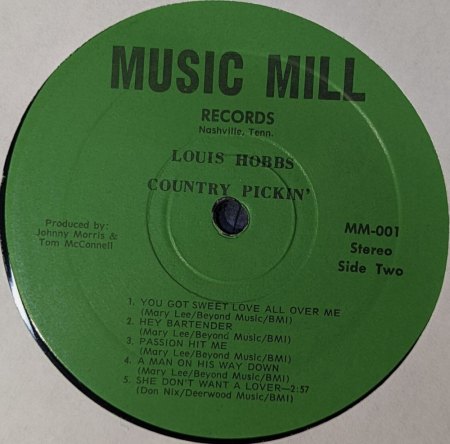 MUSIC MILL
RECORDS
Nashville, Tenn.
LOUIS HOBBS
COUNTRY PICKIN'
Produced by:
Johnny Morris &
Tom McConnell
MM-001
Stereo
Side Two
1. YOU GOT SWEET LOVE ALL OVER ME
(Mary Lee/Beyond Music/BMI)
2. HEY BARTENDER
(Mary Lee/Beyond Music/BMI)
3. PASSION HIT ME
(Mary Lee/Beyond Music/BMI)
4. A MAN ON HIS WAY DOWN
(Mary Lee/Beyond Music/BMI)
5. SHE DON'T WANT A LOVER—2:57
(Don Nix/Deerwood Music/BMI)